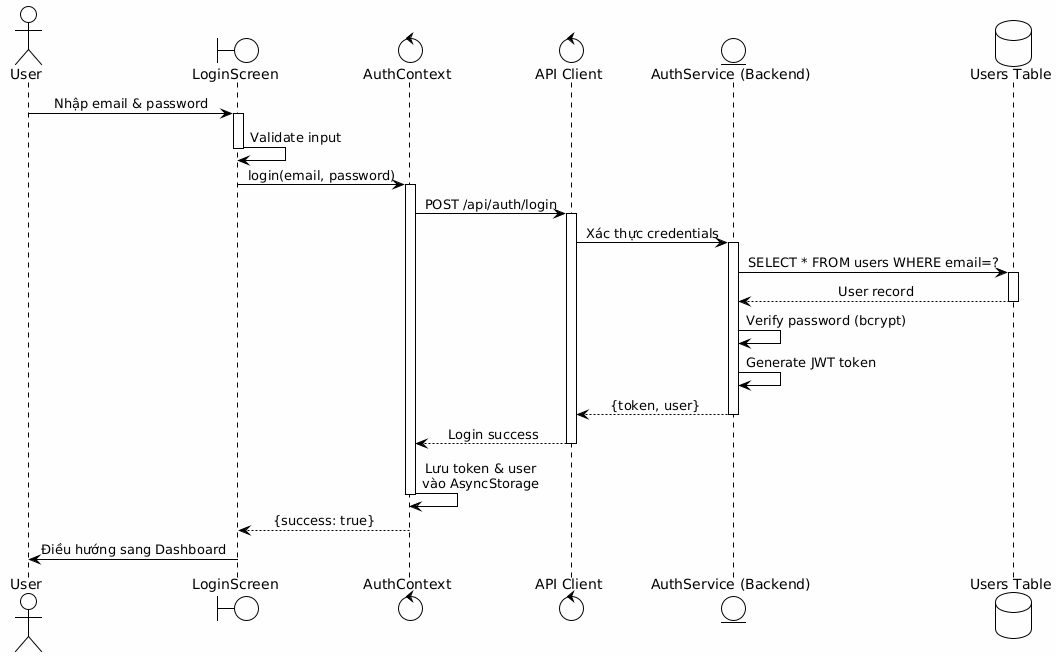 User
LoginScreen
AuthContext
API Client
AuthService (Backend)
Users Table
Nhập email & password
Validate input
login(email, password)
POST /api/auth/login
Xác thực credentials
SELECT * FROM users WHERE email=?
User record
Verify password (bcrypt)
Generate JWT token
{token, user}
Login success
Lưu token & user
vào AsyncStorage
{success: true}
Điều hướng sang Dashboard
User
LoginScreen
AuthContext
API Client
AuthService (Backend)
Users Table